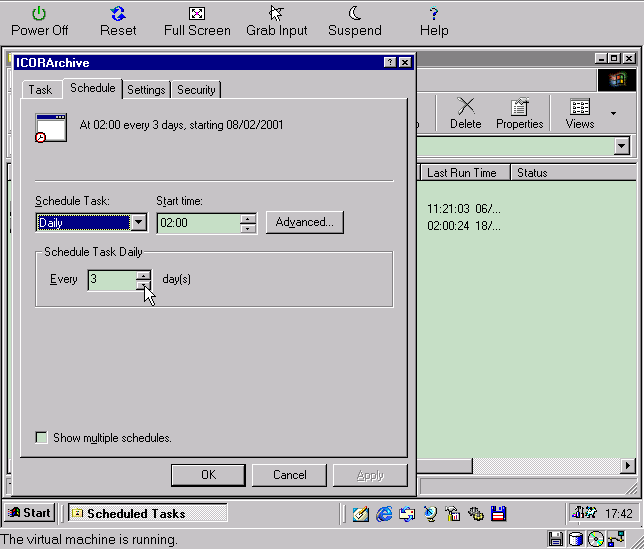 Power Off Reset Full Screen Grab Input Suspend Help
ICORArchive
Task Schedule Settings Security
At 02:00 every 3 days, starting 08/02/2001
Delete Properties Views
Last Run Time Status
Schedule Task: Start time:
Daily 02:00 Advanced...
11:21:03 06/...
02:00:24 18/...
Schedule Task Daily
Every 3 day(s)
Show multiple schedules.
OK Cancel Apply
Start Scheduled Tasks 17:42
The virtual machine is running.